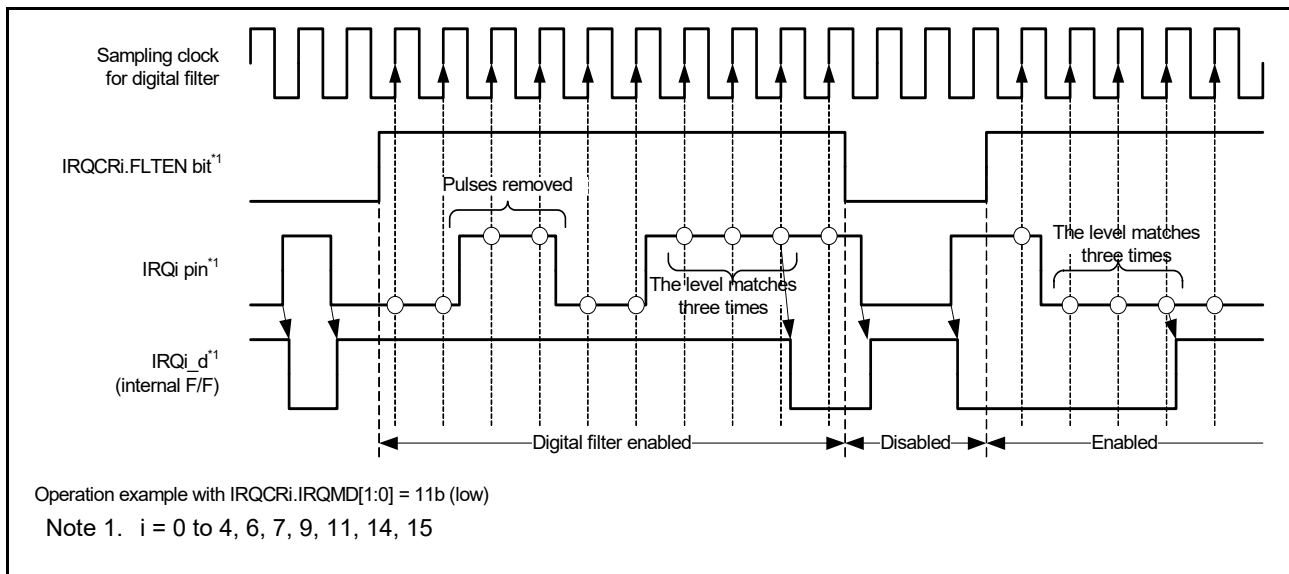 Sampling clock
for digital filter
IRQCRi.FLTEN bit*1
Pulses removed
IRQi pin*1
The level matches
three times
The level matches
three times
IRQi_d*1
(internal F/F)
Digital filter enabled
Disabled
Enabled
Operation example with IRQCRi.IRQMD[1:0] = 11b (low)
Note 1. i = 0 to 4, 6, 7, 9, 11, 14, 15